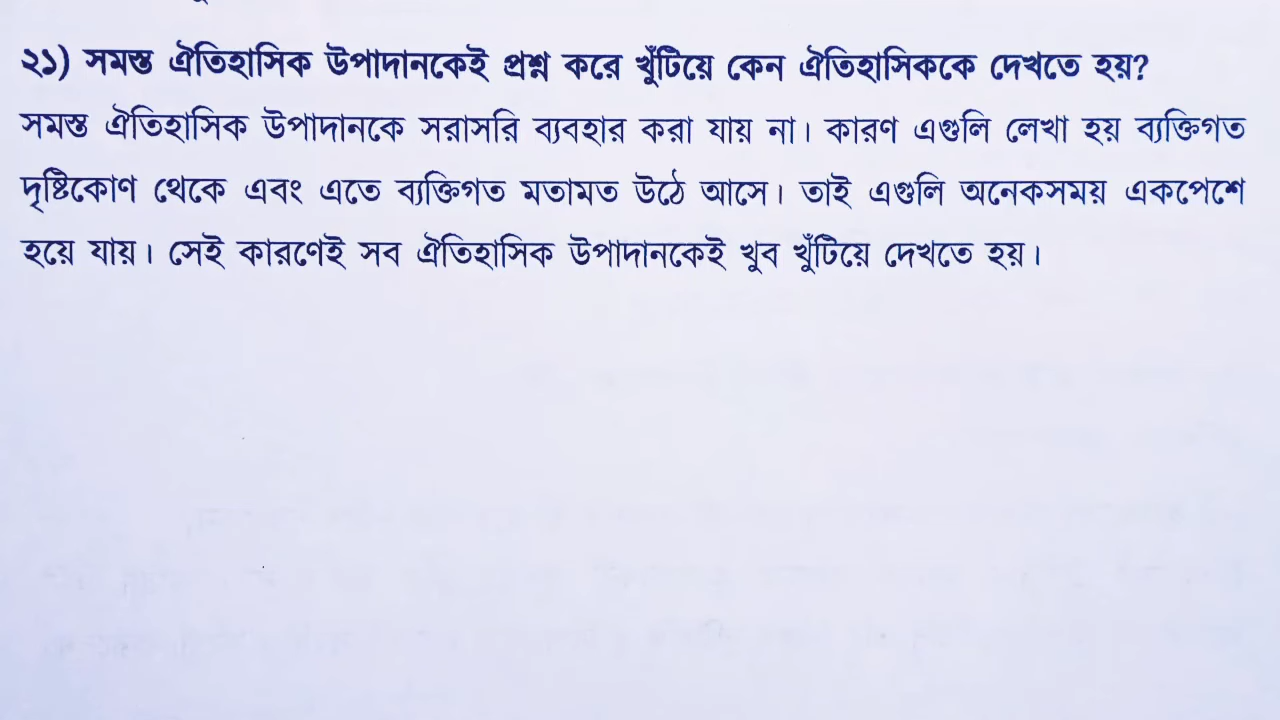 ২১) সমস্ত ঐতিহাসিক উপাদানকেই প্রশ্ন করে খুঁটিয়ে কেন ঐতিহাসিককে দেখতে হয়?
সমস্ত ঐতিহাসিক উপাদানকে সরাসরি ব্যবহার করা যায় না। কারণ এগুলি লেখা হয় ব্যক্তিগত
দৃষ্টিকোণ থেকে এবং এতে ব্যক্তিগত মতামত উঠে আসে। তাই এগুলি অনেকসময় একপেশে
হয়ে যায়। সেই কারণেই সব ঐতিহাসিক উপাদানকেই খুব খুঁটিয়ে দেখতে হয়।